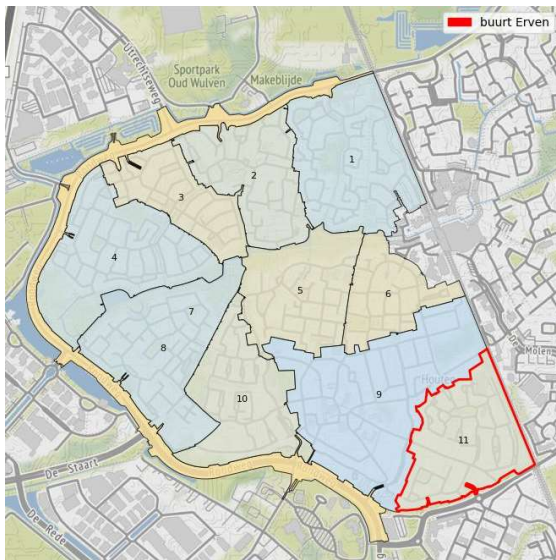 buurt Erven
Utrechtseweg
Sportpark
Oud Wulven
Makeblijde
1
2
3
4
5
6
7
8
9
10
11
Molen
De Staart
De Rede